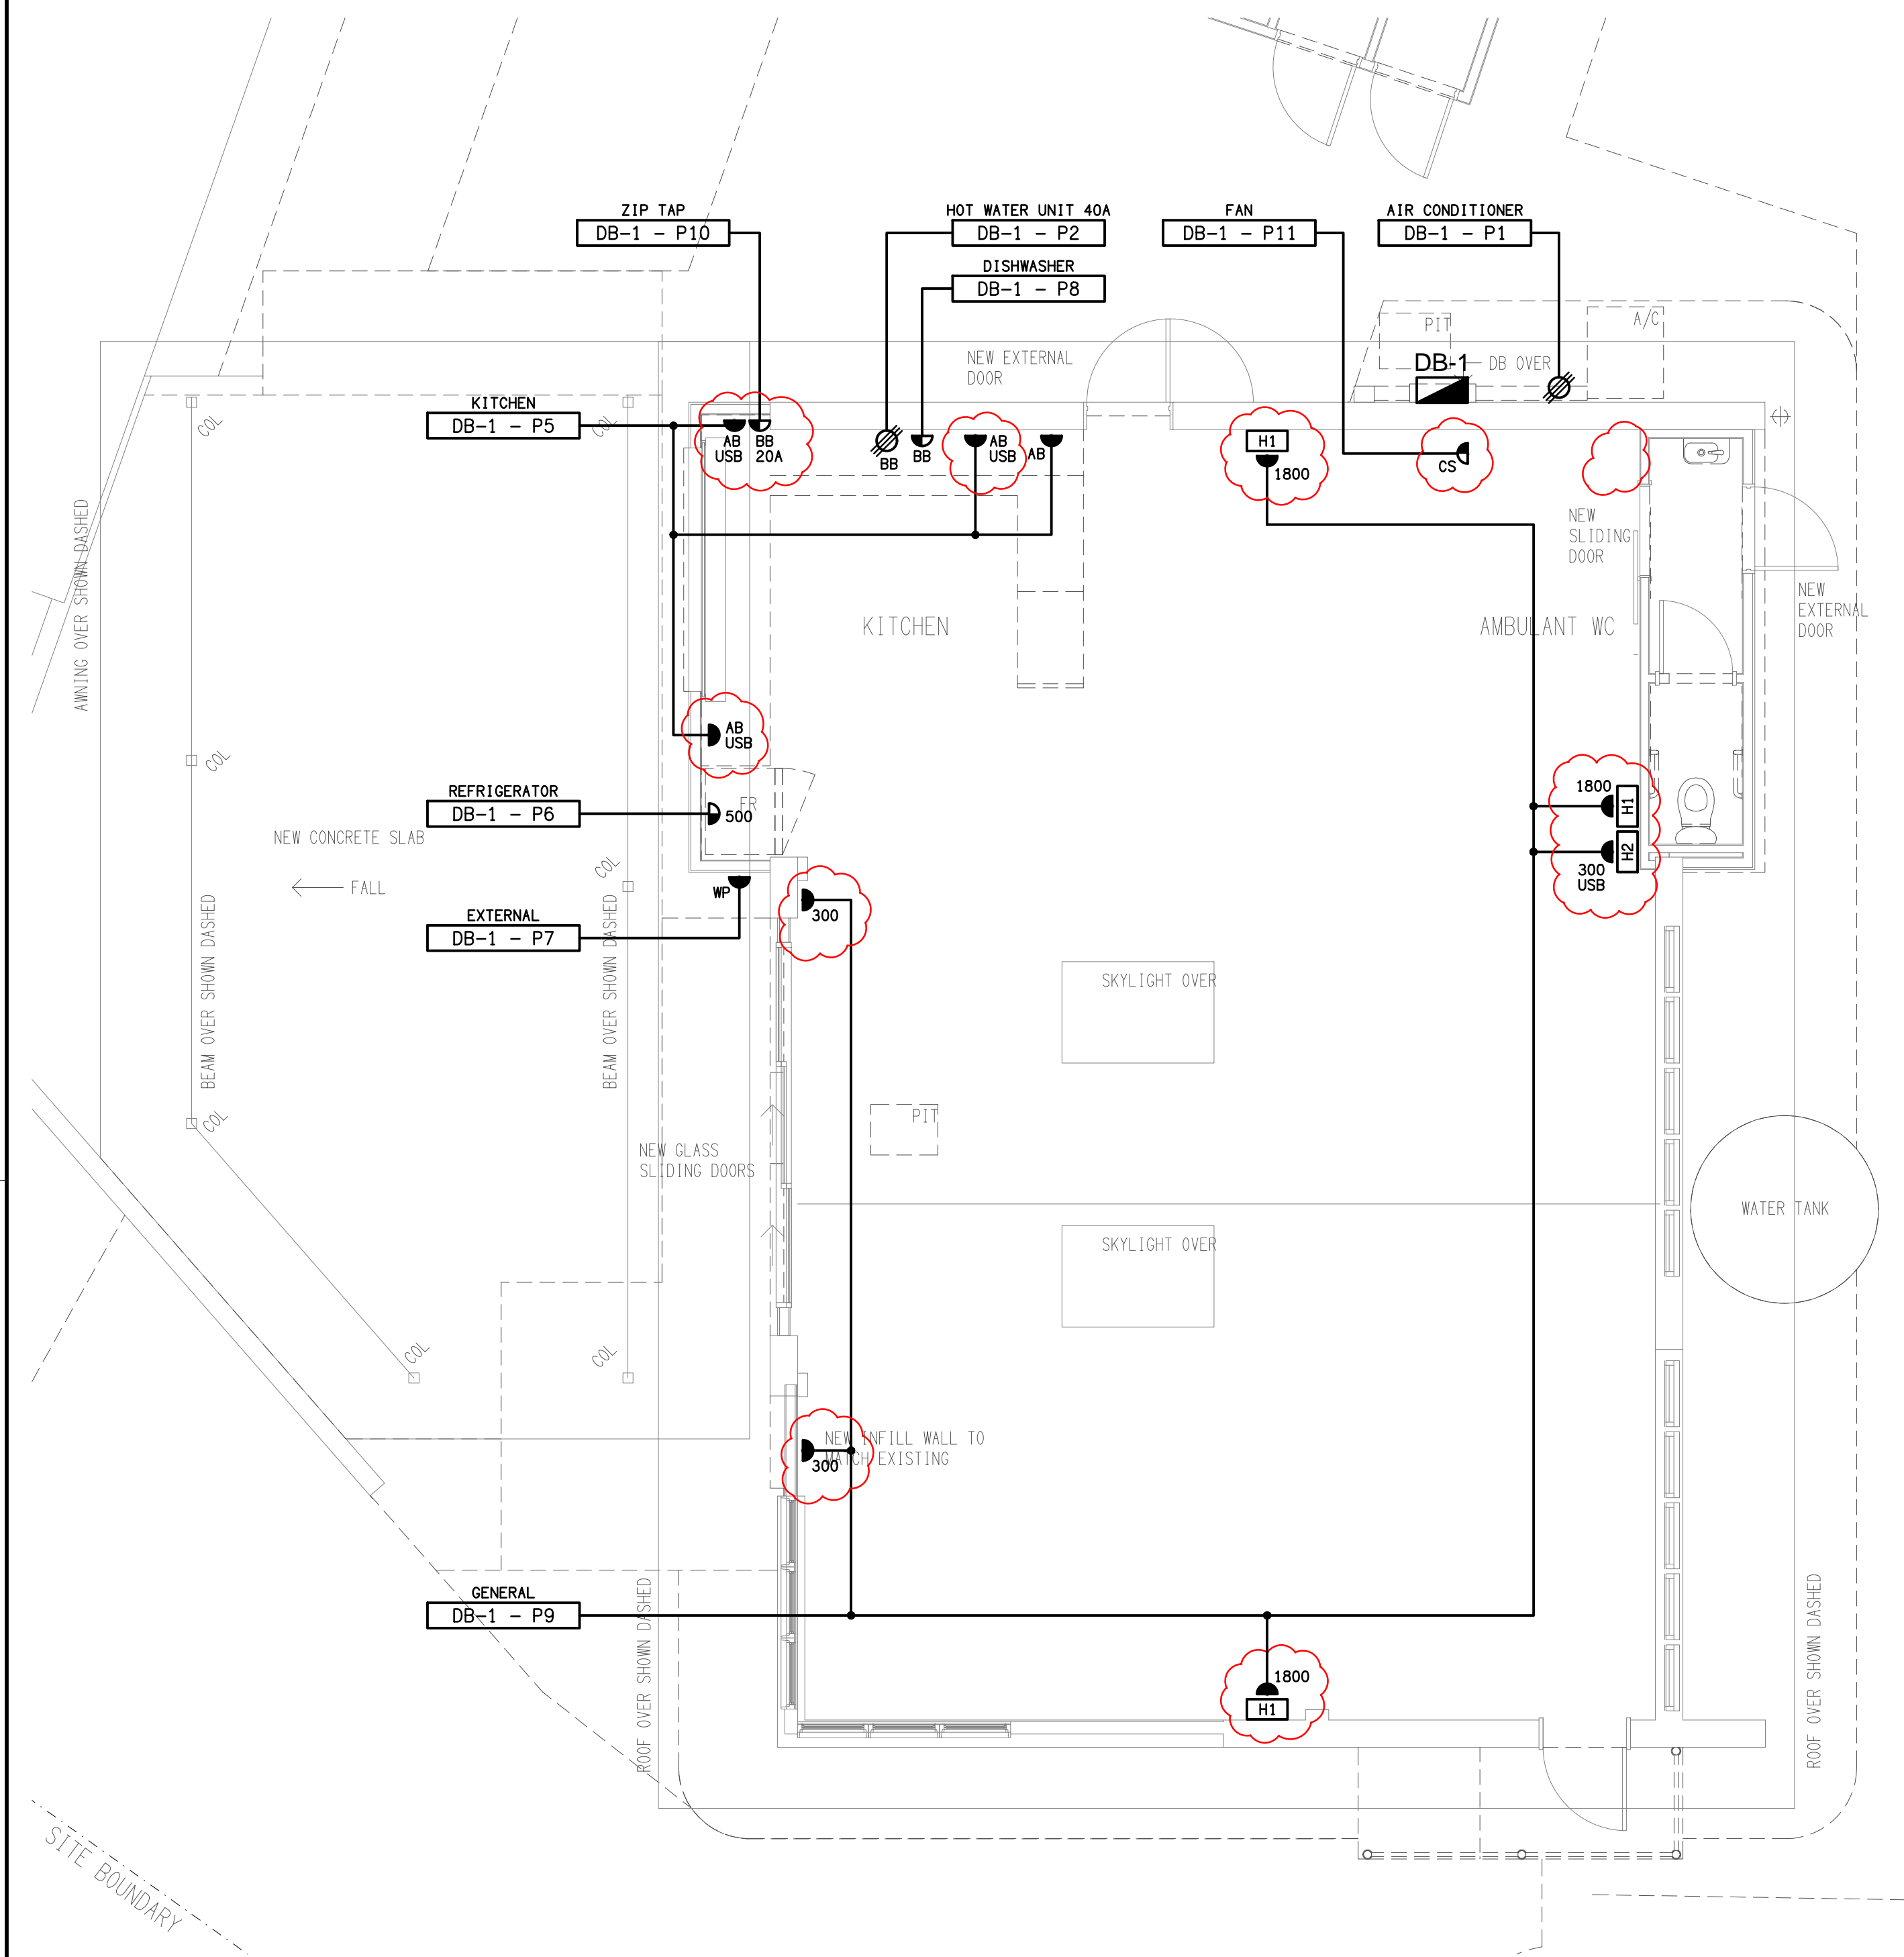 ZIP TAP
DB-1 - P10
HOT WATER UNIT 40A
DB-1 - P2
FAN
DB-1 - P11
AIR CONDITIONER
DB-1 - P1
DISHWASHER
DB-1 - P8
PIT
A/C
DB-1
DB OVER
NEW EXTERNAL
DOOR
KITCHEN
DB-1 - P5
COL
COL
AB
USB
BB
20A
BB
BB
AB
USB
AB
H1
1800
CS
NEW
SLIDING
DOOR
AWNING OVER SHOWN DASHED
KITCHEN
AMBULANT WC
NEW
EXTERNAL
DOOR
AB
USB
COL
REFRIGERATOR
DB-1 - P6
FR
500
1800
H1
H2
300
USB
NEW CONCRETE SLAB
FALL
COL
WP
300
EXTERNAL
DB-1 - P7
BEAM OVER SHOWN DASHED
BEAM OVER SHOWN DASHED
SKYLIGHT OVER
COL
PIT
NEW GLASS
SLIDING DOORS
WATER TANK
SKYLIGHT OVER
COL
COL
300
NEW INFILL WALL TO
MATCH EXISTING
GENERAL
DB-1 - P9
ROOF OVER SHOWN DASHED
ROOF OVER SHOWN DASHED
1800
H1
SITE BOUNDARY